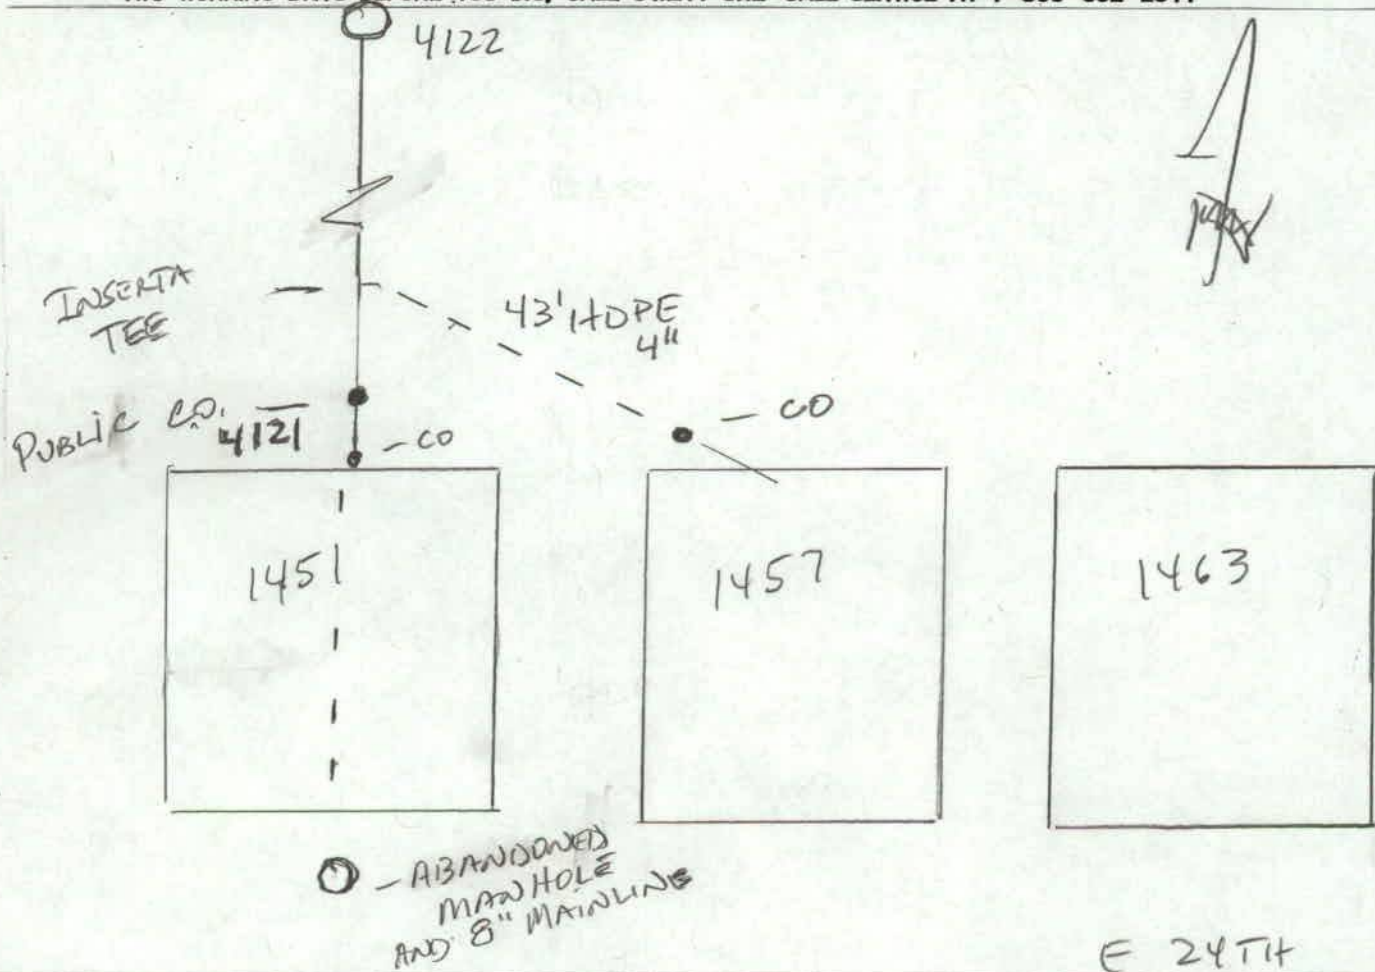 4122
INSERTA
TEE
43' HDPE
4"
PUBLIC CO.
4121
- CO
- CO
1451
1457
1463
- ABANDONED
MANHOLE
AND 8" MAINLINE
E 24TH